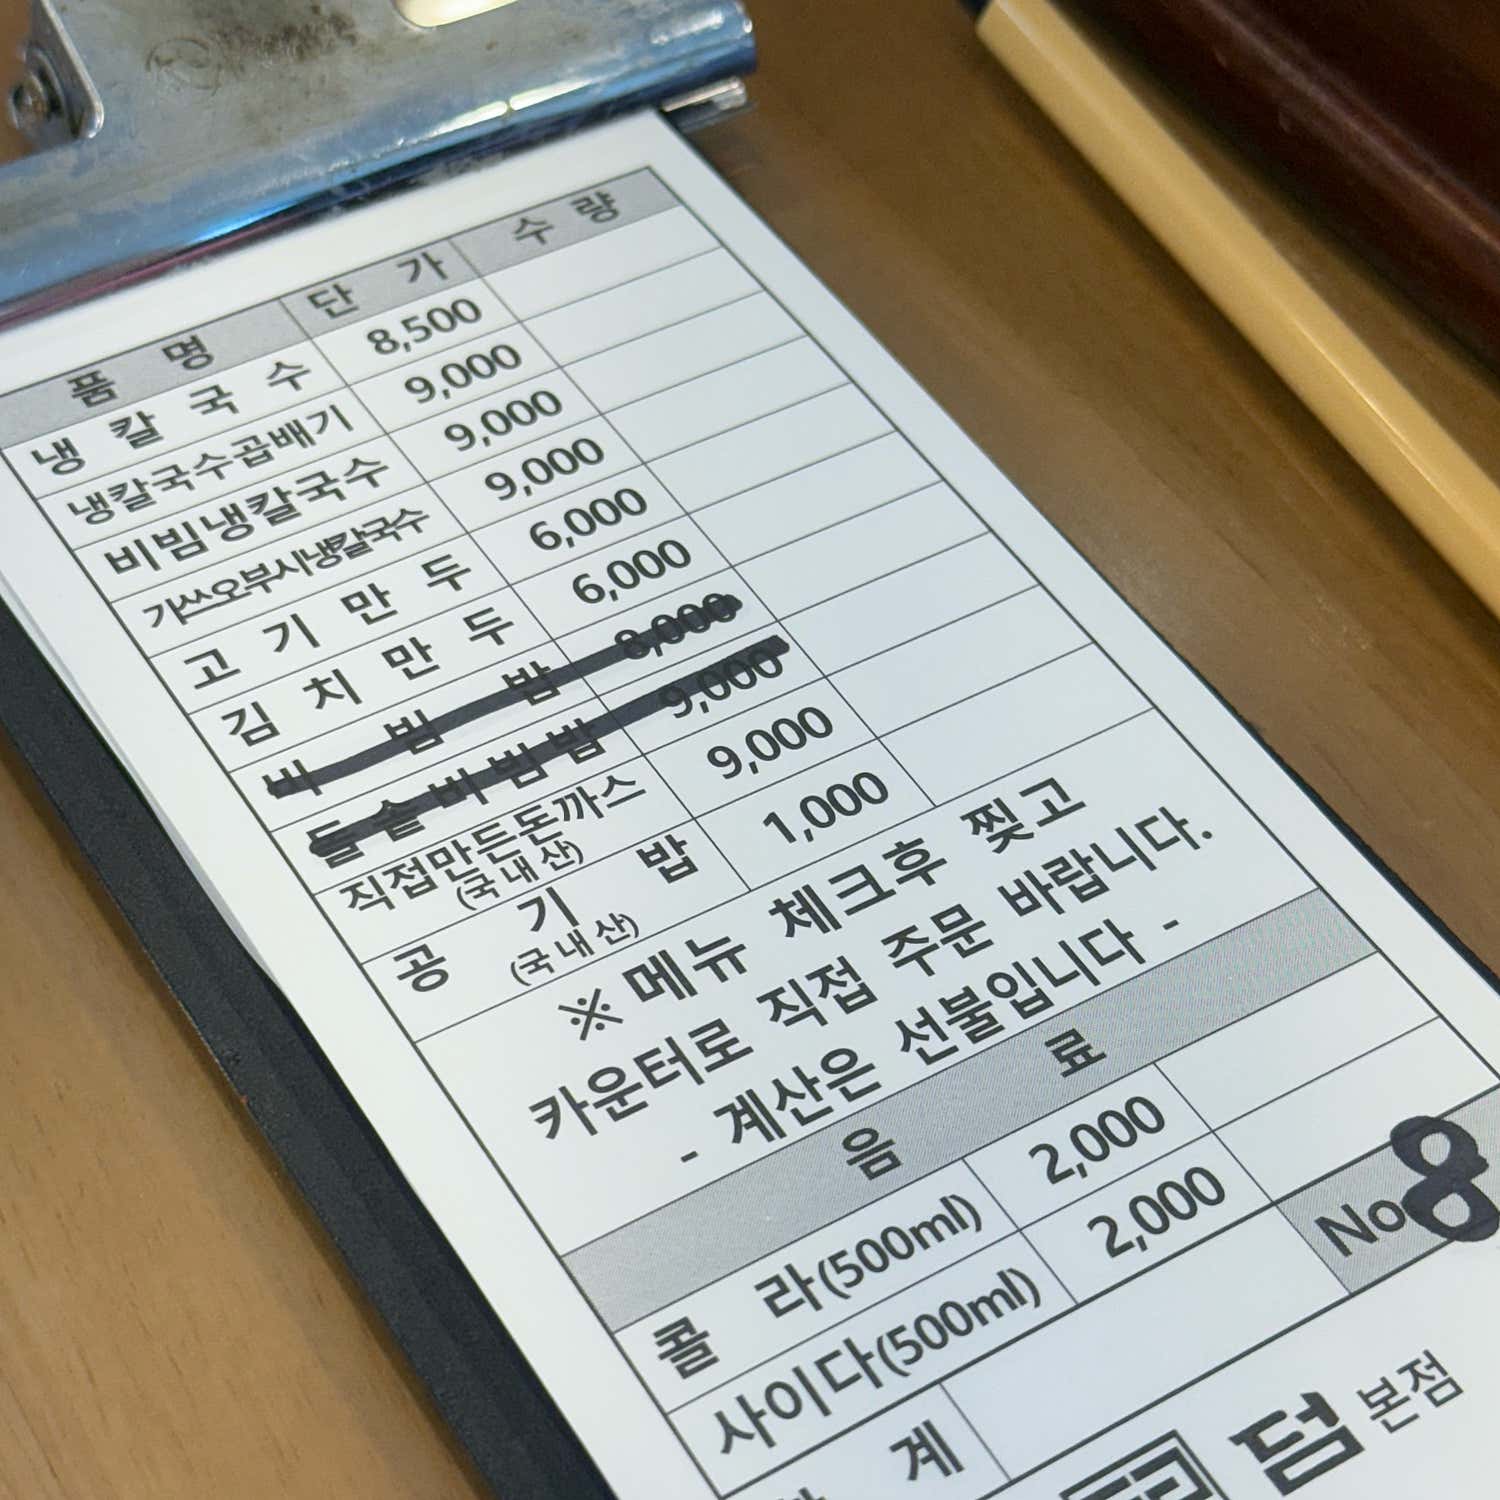 품 명 단 가 수 량
냉 칼 국 수 8,500
냉칼국수곱배기 9,000
비빔냉칼국수 9,000
가쓰오부시냉칼국수 9,000
고 기 만 두 6,000
김 치 만 두 6,000
비 빔 밥 8,000
돌 솥 비 빔 밥 9,000
직접만든돈까스 9,000
(국내산)
공 기 밥 1,000
(국내산)
※ 메뉴 체크후 찢고
카운터로 직접 주문 바랍니다.
- 계산은 선불입니다 -
음 료
콜 라(500ml) 2,000
사이다(500ml) 2,000
계 No 8
덤 본점